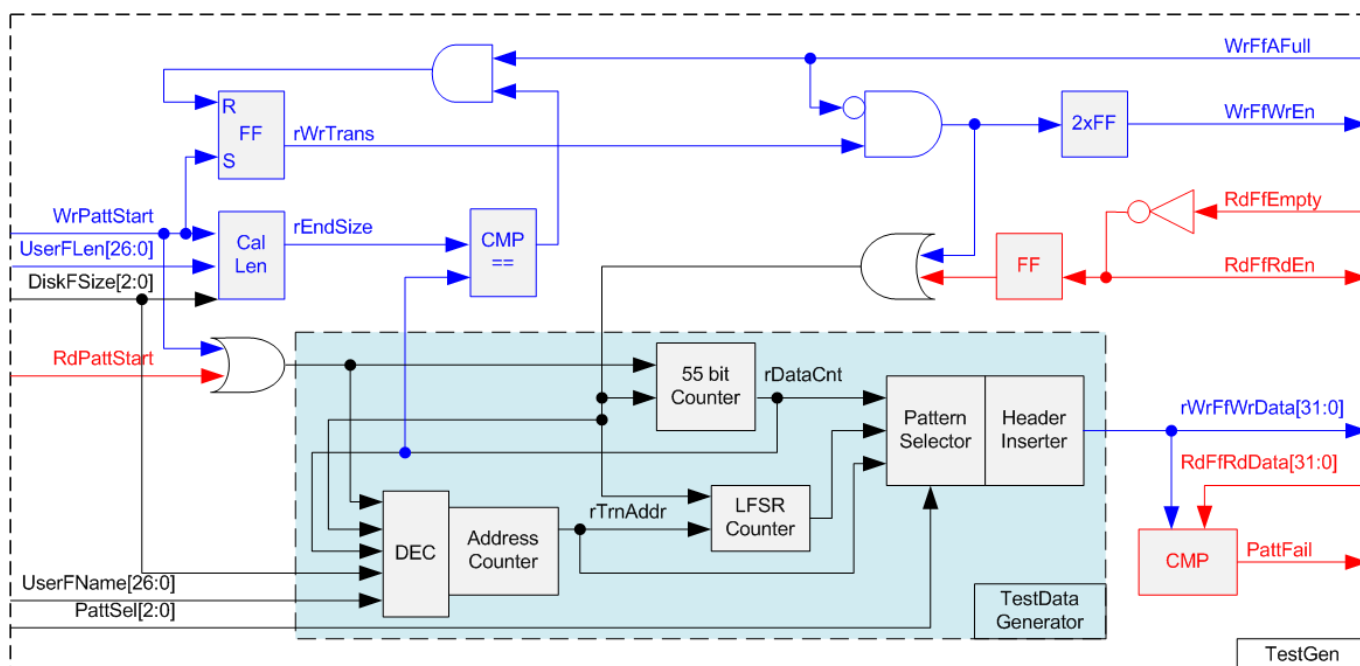 WrFfAFull
R
FF
S
rWrTrans
2xFF
WrFfWrEn
WrPattStart
UserFLen[26:0]
DiskFSize[2:0]
Cal
Len
rEndSize
CMP
==
RdFfEmpty
FF
RdFfRdEn
RdPattStart
55 bit
Counter
rDataCnt
Pattern
Selector
Header
Inserter
rWrFfWrData[31:0]
RdFfRdData[31:0]
DEC
Address
Counter
rTrnAddr
LFSR
Counter
CMP
PattFail
UserFName[26:0]
PattSel[2:0]
TestData
Generator
TestGen